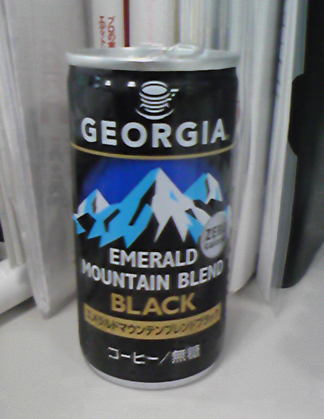 GEORGIA
ZERO
EMERALD
MOUNTAIN BLEND
BLACK
エメラルドマウンテンブレンドブラック
コーヒー/無糖